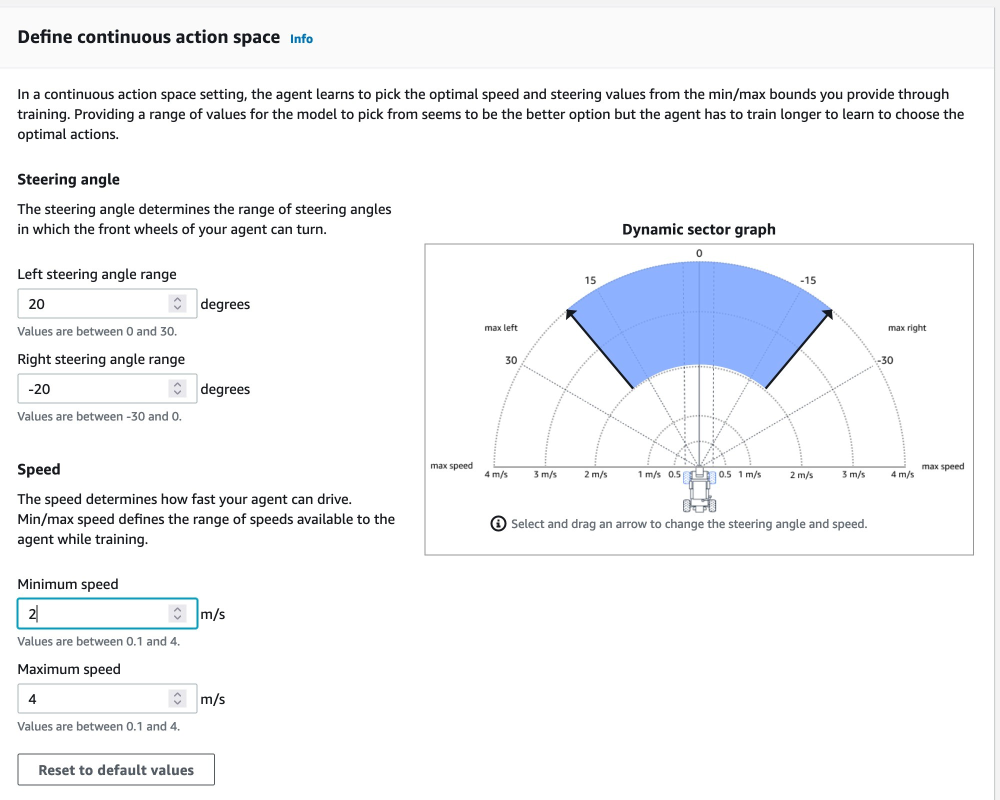 Define continuous action space Info
In a continuous action space setting, the agent learns to pick the optimal speed and steering values from the min/max bounds you provide through
training. Providing a range of values for the model to pick from seems to be the better option but the agent has to train longer to learn to choose the
optimal actions.
Steering angle
The steering angle determines the range of steering angles
in which the front wheels of your agent can turn.
Left steering angle range
20 degrees
Values are between 0 and 30.
Right steering angle range
-20 degrees
Values are between -30 and 0.
Speed
The speed determines how fast your agent can drive.
Min/max speed defines the range of speeds available to the
agent while training.
Minimum speed
2 m/s
Values are between 0.1 and 4.
Maximum speed
4 m/s
Values are between 0.1 and 4.
Reset to default values
Dynamic sector graph
0
15 -15
max left max right
30 -30
max speed max speed
4 m/s 3 m/s 2 m/s 1 m/s 0.5 0.5 1 m/s 2 m/s 3 m/s 4 m/s
Select and drag an arrow to change the steering angle and speed.